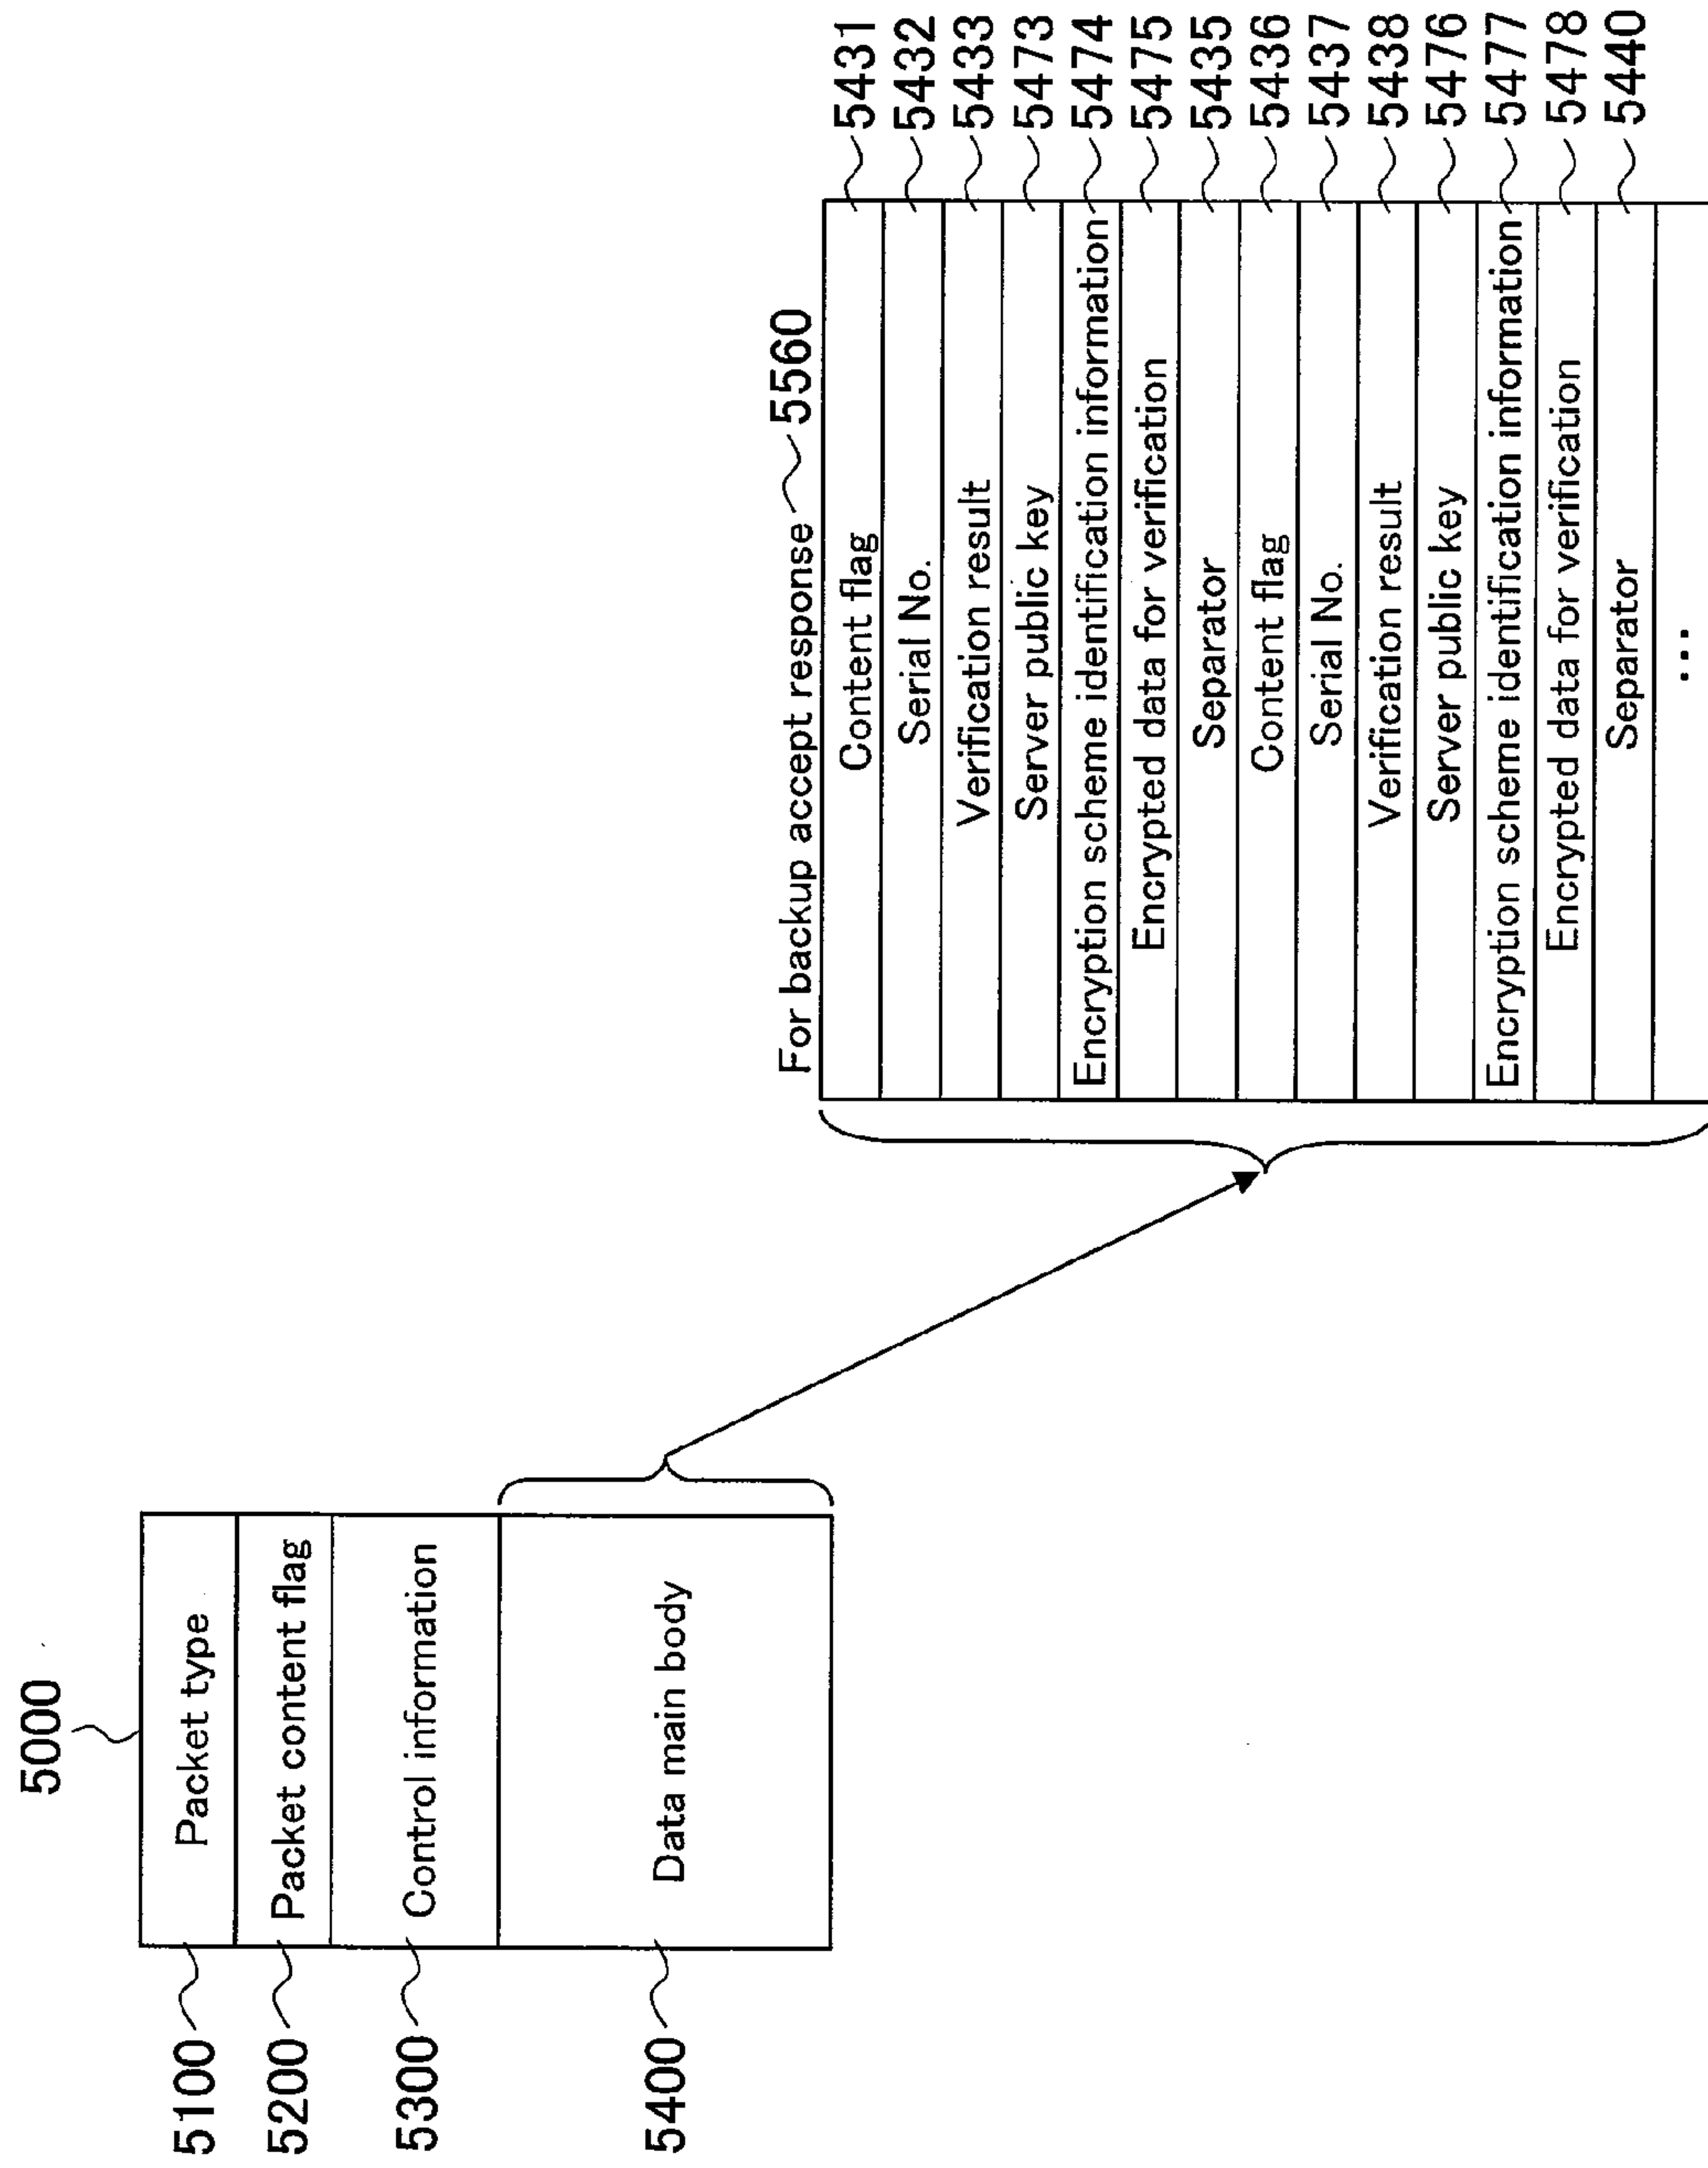 5000
5100 Packet type
5200 Packet content flag
5300 Control information
5400 Data main body
For backup accept response 5560
Content flag 5431
Serial No. 5432
Verification result 5433
Server public key 5473
Encryption scheme identification information 5474
Encrypted data for verification 5475
Separator 5435
Content flag 5436
Serial No. 5437
Verification result 5438
Server public key 5476
Encryption scheme identification information 5477
Encrypted data for verification 5478
Separator 5440
...